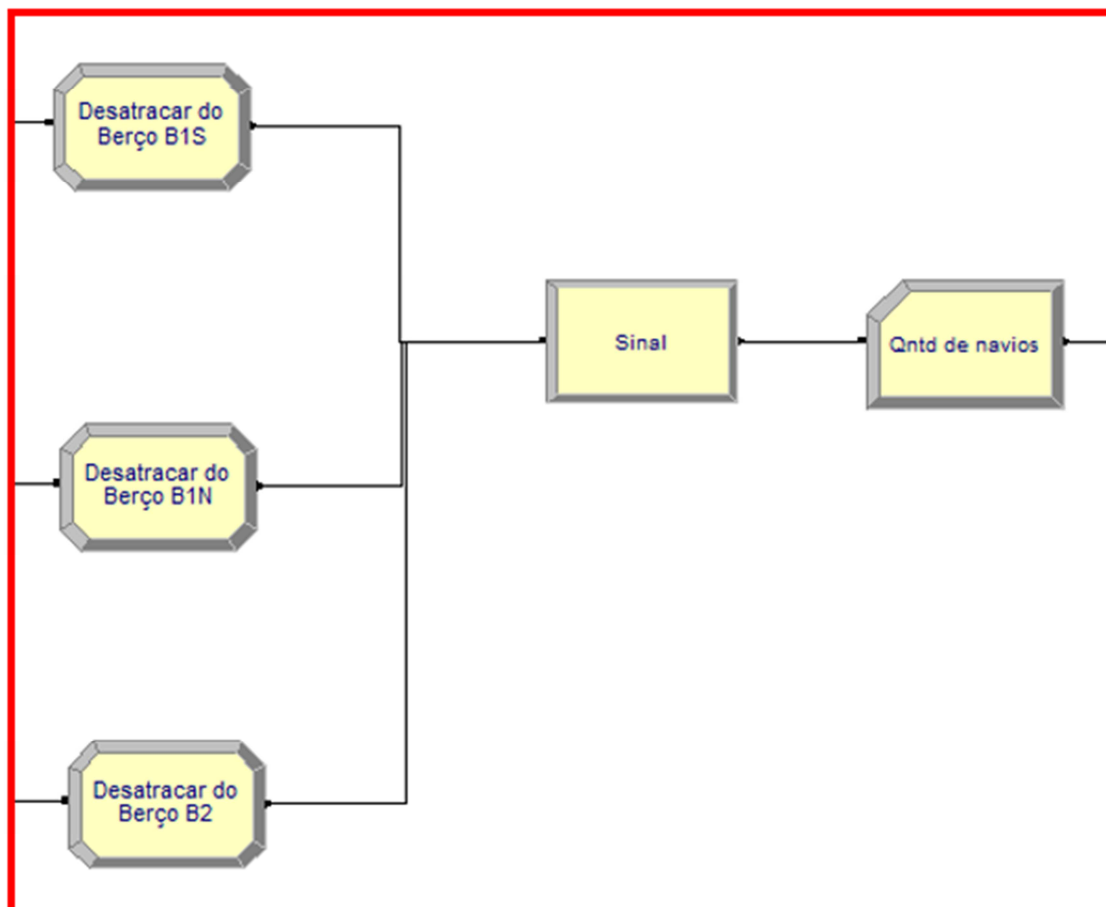 Desatracar do
Berço B1S
Sinal
Qntd de navios
Desatracar do
Berço B1N
Desatracar do
Berço B2